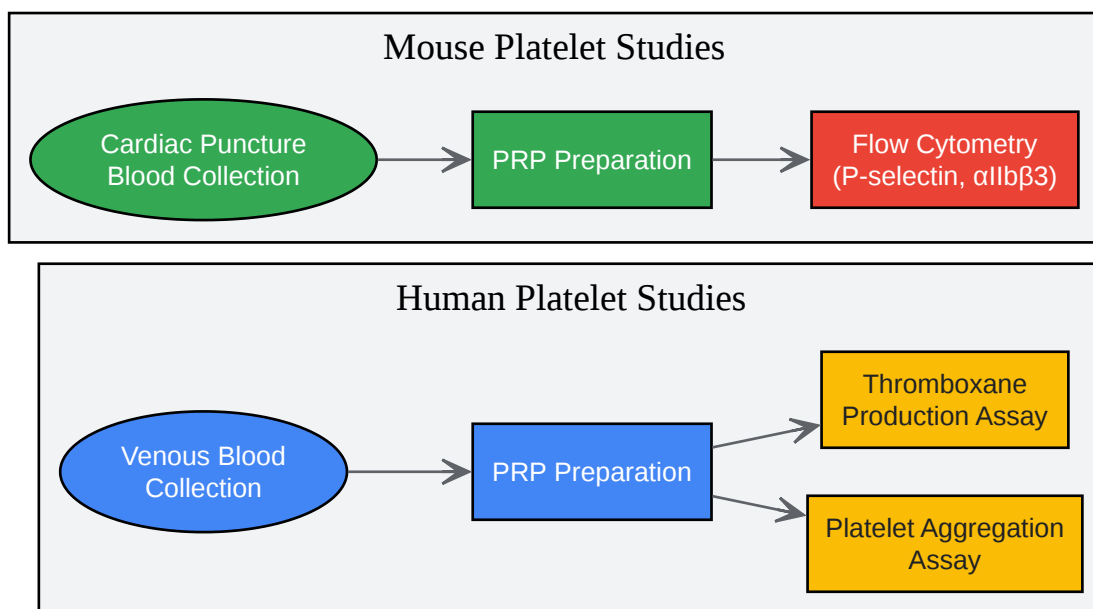 Mouse Platelet Studies
Cardiac Puncture
Blood Collection
PRP Preparation
Flow Cytometry
(P-selectin, αIIbβ3)
Human Platelet Studies
Venous Blood
Collection
PRP Preparation
Thromboxane
Production Assay
Platelet Aggregation
Assay